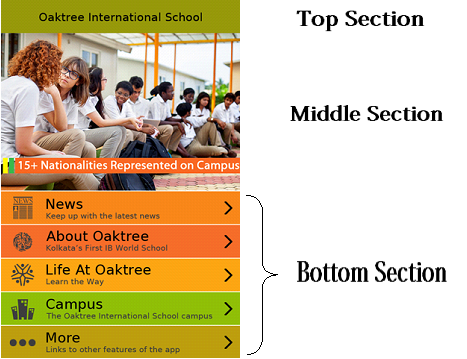 Oaktree International School
Top Section
Middle Section
15+ Nationalities Represented on Campus
News
Keep up with the latest news
About Oaktree
Kolkata's First IB World School
Life At Oaktree
Learn the Way
Bottom Section
Campus
The Oaktree International School campus
More
Links to other features of the app